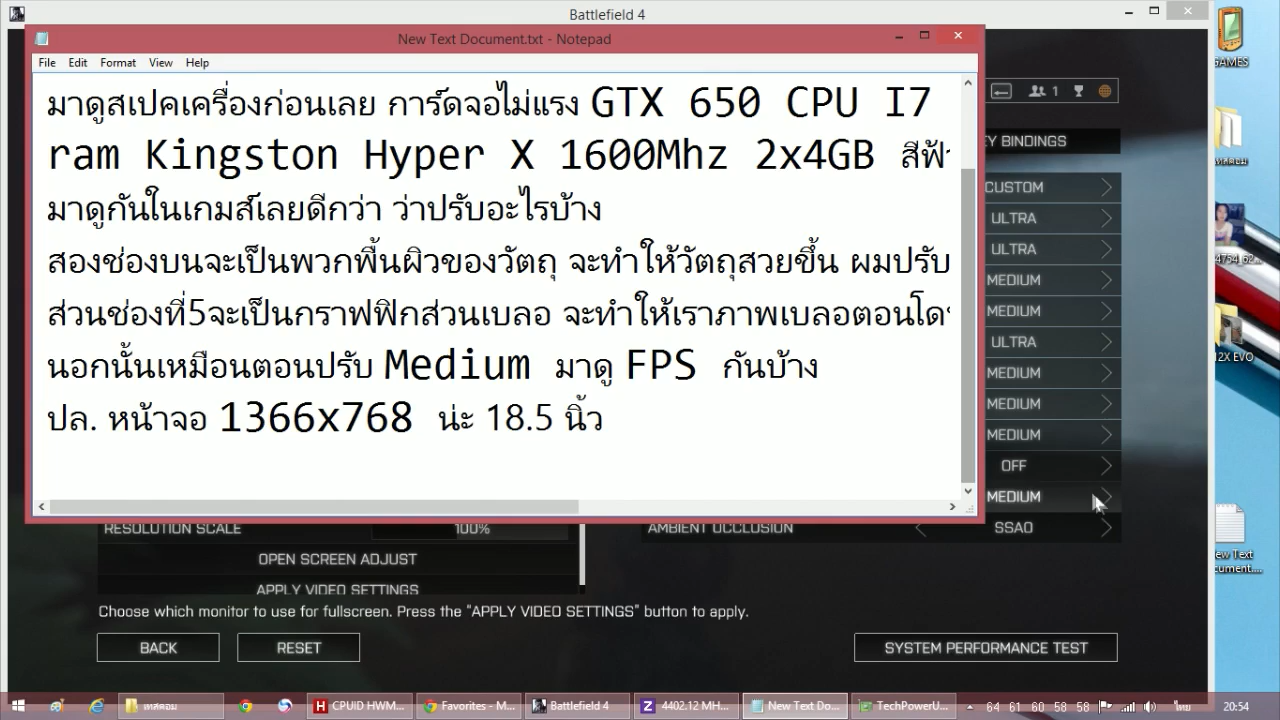 Battlefield 4
New Text Document.txt - Notepad
File Edit Format View Help
มาดูสเปคเครื่องก่อนเลย การ์ดจอไม่แรง GTX 650 CPU I7
ram Kingston Hyper X 1600Mhz 2x4GB
มาดูกันในเกมส์เลยดีกว่า ว่าปรับอะไรบ้าง
สองช่องบนจะเป็นพวกพื้นผิวของวัตถุ จะทำให้วัตถุสวยขึ้น ผมปรับ
ส่วนช่องที่5จะเป็นกราฟฟิกส่วนเบลอ จะทำให้เราภาพเบลอตอน
นอกนั้นเหมือนตอนปรับ Medium มาดู FPS กันบ้าง
ปล. หน้าจอ 1366x768 น่ะ 18.5 นิ้ว
GAMES
1
BINDINGS
CUSTOM
ULTRA
ULTRA
MEDIUM
MEDIUM
ULTRA
MEDIUM
MEDIUM
MEDIUM
OFF
MEDIUM
RESOLUTION SCALE 100% AMBIENT OCCLUSION SSAO
OPEN SCREEN ADJUST
APPLY VIDEO SETTINGS
Choose which monitor to use for fullscreen. Press the "APPLY VIDEO SETTINGS" button to apply.
BACK RESET SYSTEM PERFORMANCE TEST
เทสดอม CPUID HWM... Favorites - M... Battlefield 4 4402.12 MH... New Text Do... TechPowerU... 64 61 60 58 58 ไทย 20:54